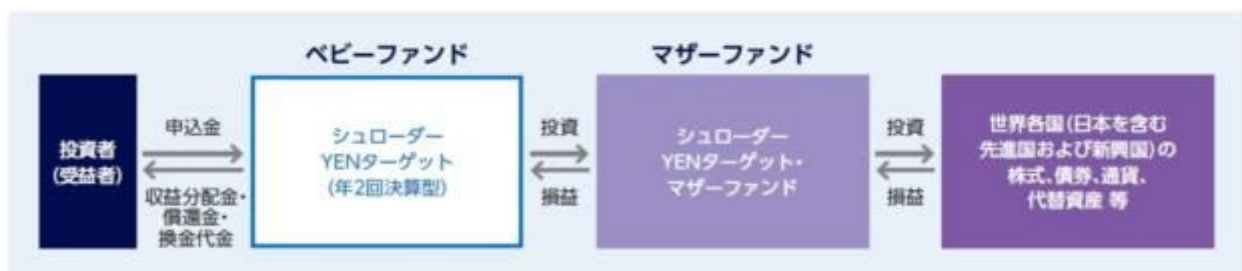 ベビーファンド
マザーファンド
投資者
(受益者)
申込金
収益分配金・
償還金・
換金代金
シュローダー
YENターゲット
(年2回決算型)
投資
損益
シュローダー
YENターゲット・
マザーファンド
投資
損益
世界各国(日本を含む
先進国および新興国)の
株式、債券、通貨、
代替資産 等